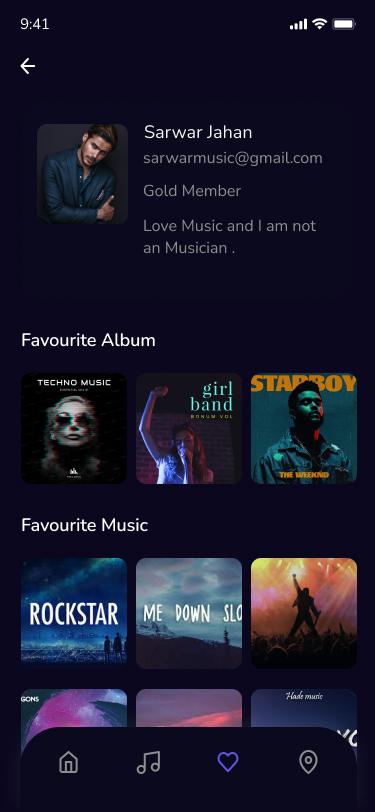 9:41
Sarwar Jahan
sarwarmusic@gmail.com
Gold Member
Love Music and I am not
an Musician .
Favourite Album
TECHNO MUSIC
girl
band
BONUM VOL
STARBOY
THE WEEKND
Favourite Music
ROCKSTAR
ME DOWN SLO
GONS
Hade music